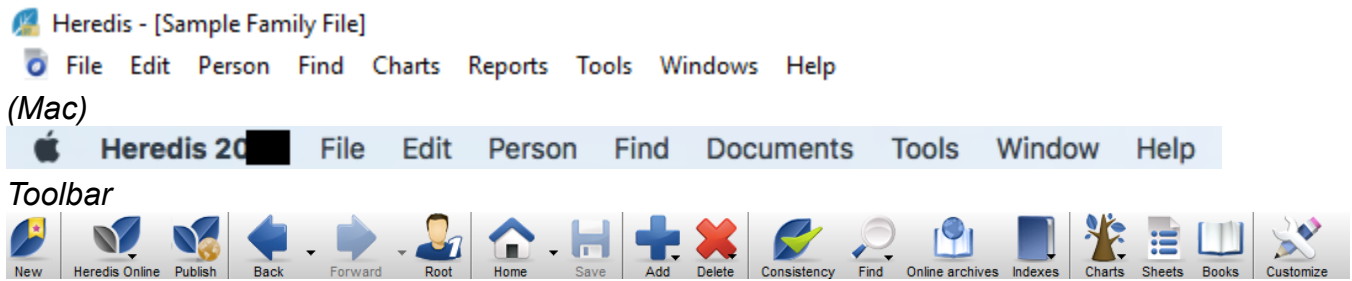 Heredis - [Sample Family File]
File Edit Person Find Charts Reports Tools Windows Help
(Mac)
Heredis 20 File Edit Person Find Documents Tools Window Help
Toolbar
New Heredis Online Publish Back Forward Root Home Save Add Delete Consistency Find Online archives Indexes Charts Sheets Books Customize